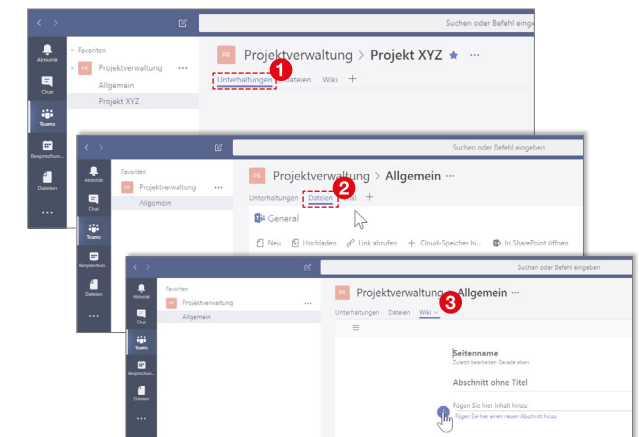 Suchen oder Befehl einge
Aktivität
Favoriten
PR Projektverwaltung > Projekt XYZ ★ ···
PR Projektverwaltung ···
1
Unterhaltungen Dateien Wiki +
Chat
Allgemein
Projekt XYZ
Teams
Besprechun...
Suchen oder Befehl eingeben
Dateien
Aktivität
Favoriten
PR Projektverwaltung > Allgemein ···
PR Projektverwaltung ···
2
Unterhaltungen Dateien Wiki +
Chat
Allgemein
General
Teams
Neu Hochladen Link abrufen + Cloud-Speicher hi... In SharePoint öffnen
Besprechun
Suchen oder Befehl eingeben
Dateien
Aktivität
Favoriten
PR Projektverwaltung > Allgemein ···
PR Projektverwaltung ···
3
Unterhaltungen Dateien Wiki
Chat
Allgemein
Teams
Seitenname
Zuletzt bearbeitet: Gerade eben
Besprechun...
Abschnitt ohne Titel
Dateien
Fügen Sie hier Inhalt hinzu
Fügen Sie hier einen neuen Abschnitt hinzu